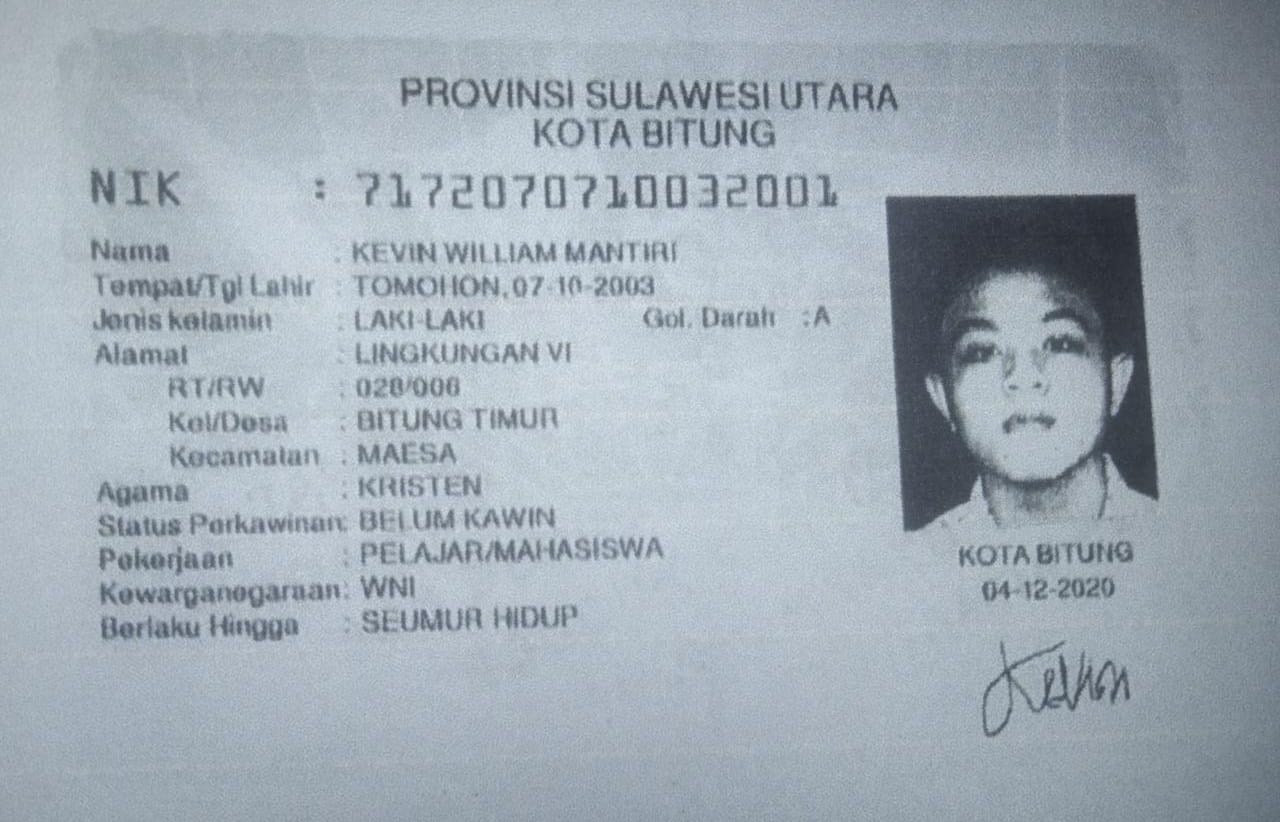 PROVINSI SULAWESI UTARA
KOTA BITUNG
NIK : 7172070710032001
Nama : KEVIN WILLIAM MANTIRI
Tempat/Tgl Lahir : TOMOHON, 07-10-2003
Jenis kelamin : LAKI-LAKI Gol. Darah : A
Alamat : LINGKUNGAN VI
RT/RW : 028/006
Kel/Desa : BITUNG TIMUR
Kecamatan : MAESA
Agama : KRISTEN
Status Perkawinan: BELUM KAWIN
Pekerjaan : PELAJAR/MAHASISWA
Kewarganegaraan: WNI
Berlaku Hingga : SEUMUR HIDUP
KOTA BITUNG
04-12-2020